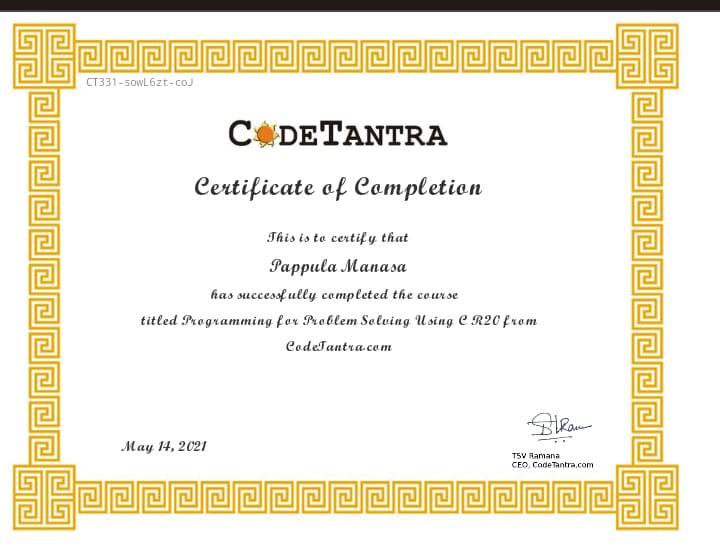 CT331-sowL6zt-coJ
CODETANTRA
Certificate of Completion
This is to certify that
Pappula Manasa
has successfully completed the course
titled Programming for Problem Solving Using C R20 from
CodeTantra.com
May 14, 2021
TSV Ramana
CEO, CodeTantra.com